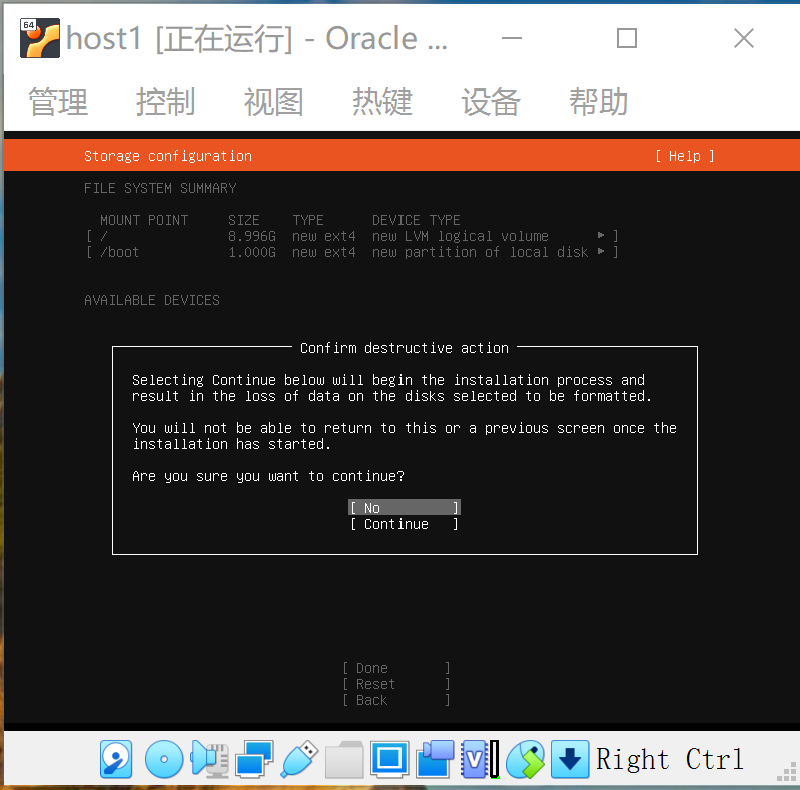 64
host1 [正在运行] - Oracle ...
管理 控制 视图 热键 设备 帮助
Storage configuration [ Help ]
FILE SYSTEM SUMMARY
MOUNT POINT SIZE TYPE DEVICE TYPE
[ / 8.996G new ext4 new LVM logical volume ▸ ]
[ /boot 1.000G new ext4 new partition of local disk ▸ ]
AVAILABLE DEVICES
Confirm destructive action
Selecting Continue below will begin the installation process and
result in the loss of data on the disks selected to be formatted.
You will not be able to return to this or a previous screen once the
installation has started.
Are you sure you want to continue?
[ No ]
[ Continue ]
[ Done ]
[ Reset ]
[ Back ]
V
Right Ctrl